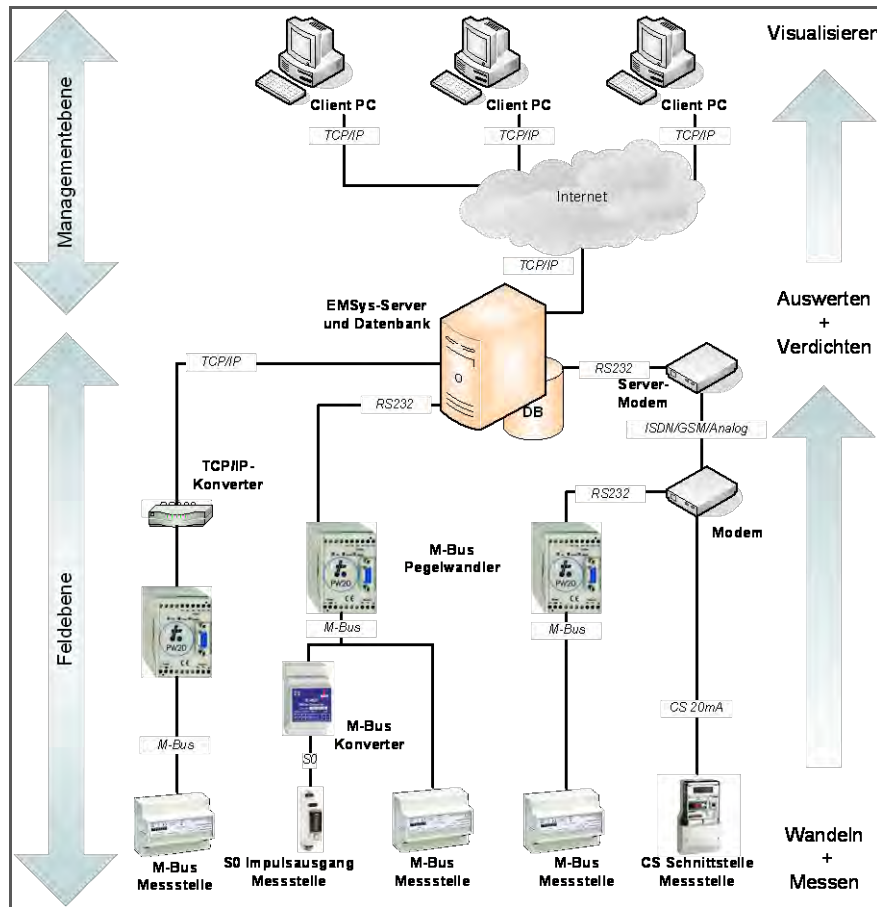 Visualisieren
Client PC
Client PC
Client PC
TCP/IP
TCP/IP
TCP/IP
Managementebene
Internet
TCP/IP
EMSys-Server
und Datenbank
Auswerten
+
Verdichten
TCP/IP
RS232
DB
RS232
Server-
Modem
ISDN/GSM/Analog
TCP/IP-
Konverter
RS232
Modem
M-Bus
Pegelwandler
PW20
PW20
PW20
Feldebene
M-Bus
M-Bus
M-Bus
M-Bus
Konverter
S0
CS 20mA
M-Bus
Messstelle
S0 Impulsausgang
Messstelle
M-Bus
Messstelle
M-Bus
Messstelle
CS Schnittstelle
Messstelle
Wandeln
+
Messen